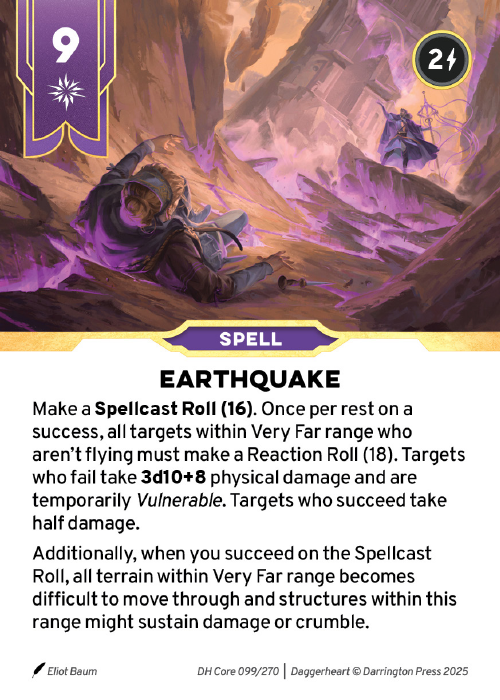 9
2
SPELL
EARTHQUAKE
Make a Spellcast Roll (16). Once per rest on a
success, all targets within Very Far range who
aren't flying must make a Reaction Roll (18). Targets
who fail take 3d10+8 physical damage and are
temporarily Vulnerable. Targets who succeed take
half damage.
Additionally, when you succeed on the Spellcast
Roll, all terrain within Very Far range becomes
difficult to move through and structures within this
range might sustain damage or crumble.
Eliot Baum
DH Core 099/270 | Daggerheart © Darrington Press 2025